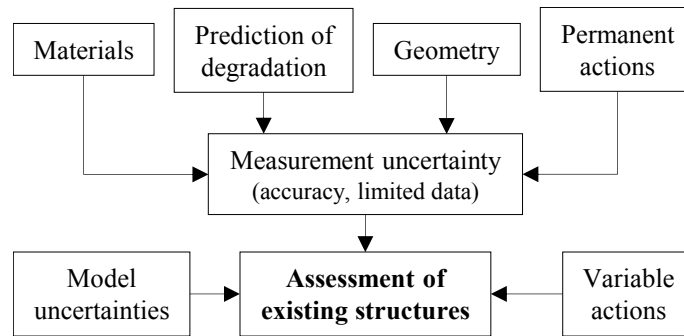 Materials
Prediction of
degradation
Geometry
Permanent
actions
Measurement uncertainty
(accuracy, limited data)
Model
uncertainties
Assessment of
existing structures
Variable
actions